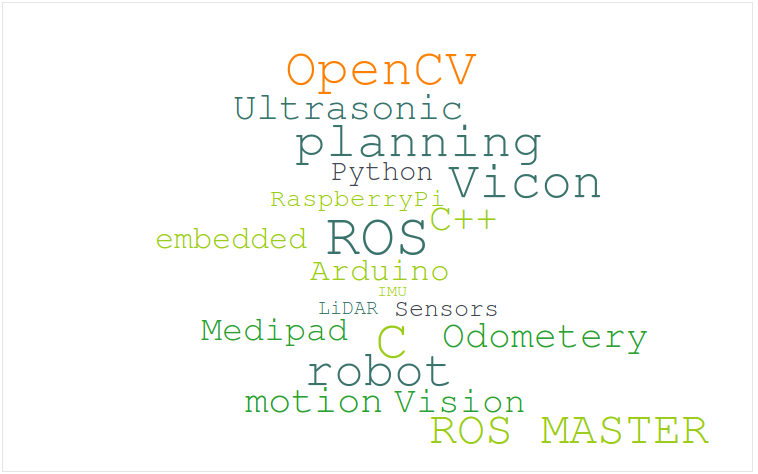 OpenCV
Ultrasonic
planning
Python
Vicon
RaspberryPi
C++
embedded
ROS
Arduino
IMU
LiDAR
Sensors
Medipad
C
Odometery
robot
motion
Vision
ROS MASTER